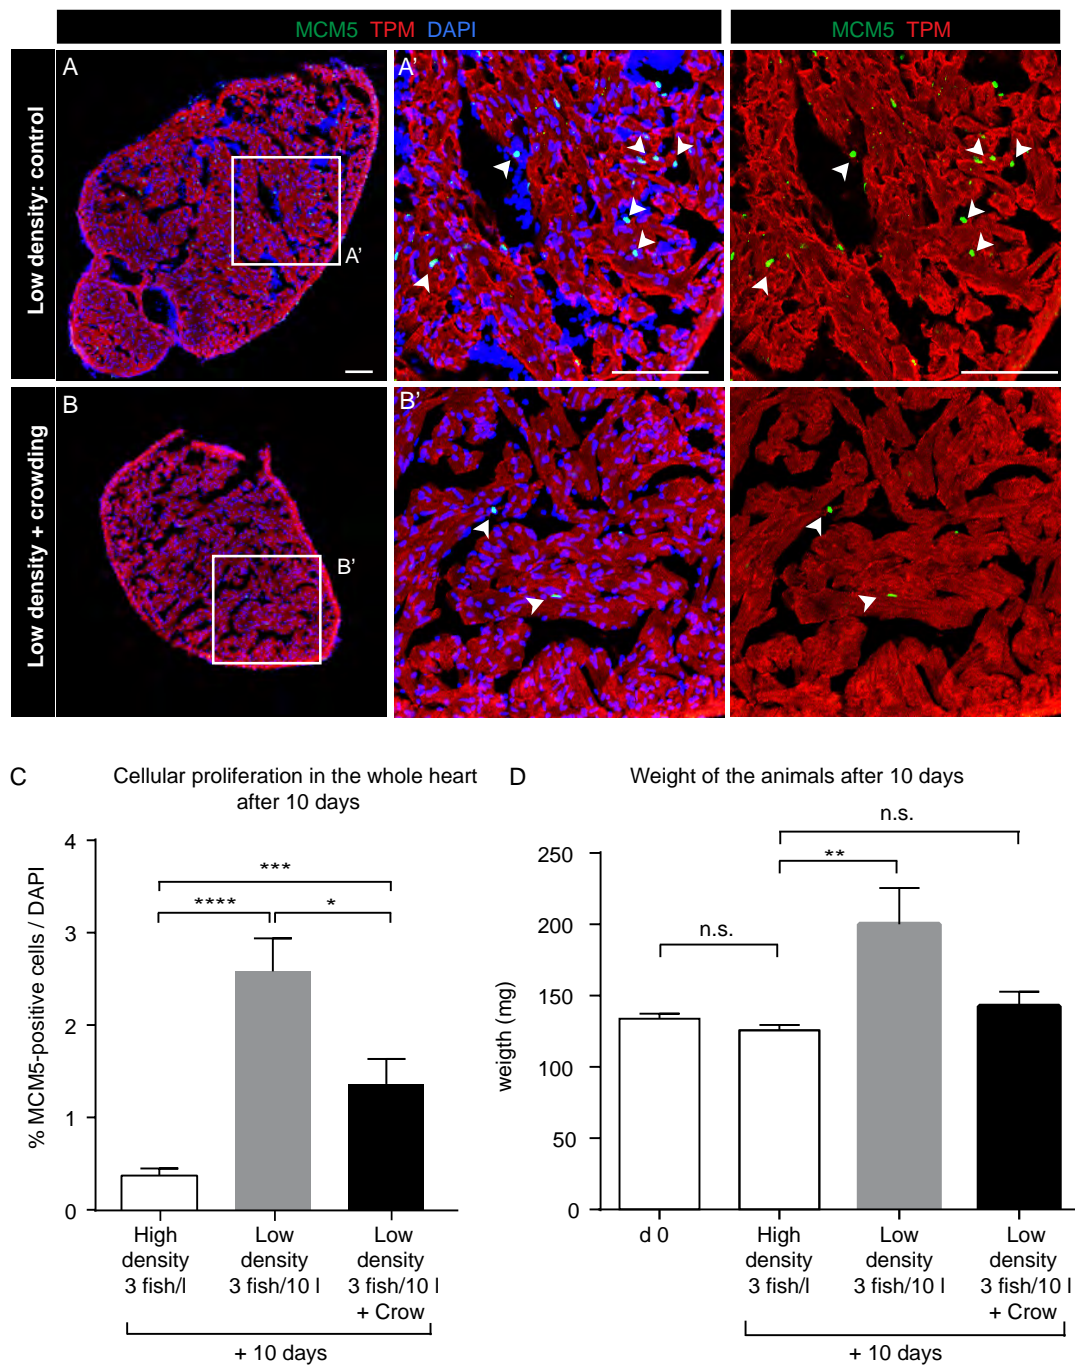 MCM5 TPM DAPI
MCM5 TPM
Low density: control
A
A'
A'
Low density + crowding
B
B'
B'
C
Cellular proliferation in the whole heart
after 10 days
% MCM5-positive cells / DAPI
4
3
2
1
0
***
****
*
High
density
3 fish/l
Low
density
3 fish/10 l
Low
density
3 fish/10 l
+ Crow
+ 10 days
D
Weight of the animals after 10 days
weigth (mg)
250
200
150
100
50
0
n.s.
**
n.s.
d 0
High
density
3 fish/l
Low
density
3 fish/10 l
Low
density
3 fish/10 l
+ Crow
+ 10 days